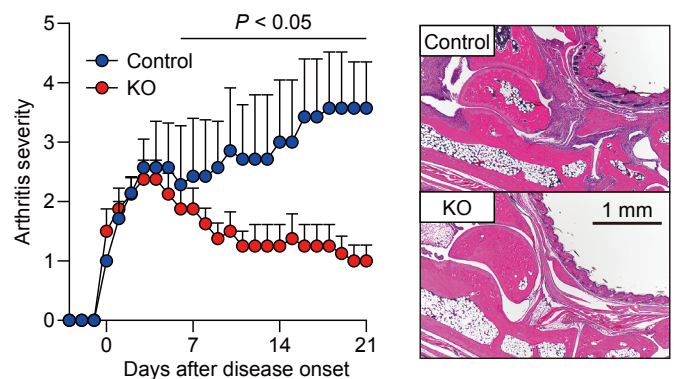 P < 0.05
Control
KO
Arthritis severity
5
4
3
2
1
0
0 7 14 21
Days after disease onset
Control
KO
1 mm